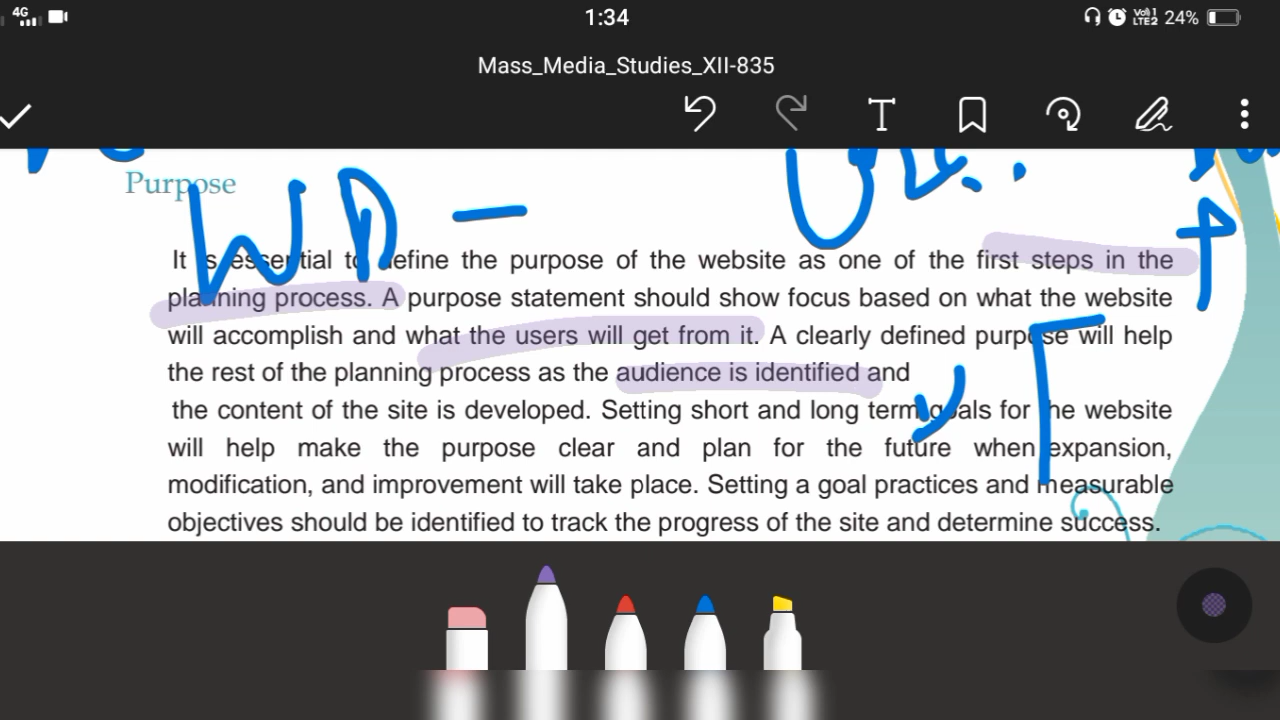 4G 1:34 Vol) 1 LTE2 24%
Mass_Media_Studies_XII-835
T
Purpose
WP -
It is essential to define the purpose of the website as one of the first steps in the
planning process. A purpose statement should show focus based on what the website
will accomplish and what the users will get from it. A clearly defined purpose will help
the rest of the planning process as the audience is identified and
the content of the site is developed. Setting short and long term goals for the website
will help make the purpose clear and plan for the future when expansion,
modification, and improvement will take place. Setting a goal practices and measurable
objectives should be identified to track the progress of the site and determine success.